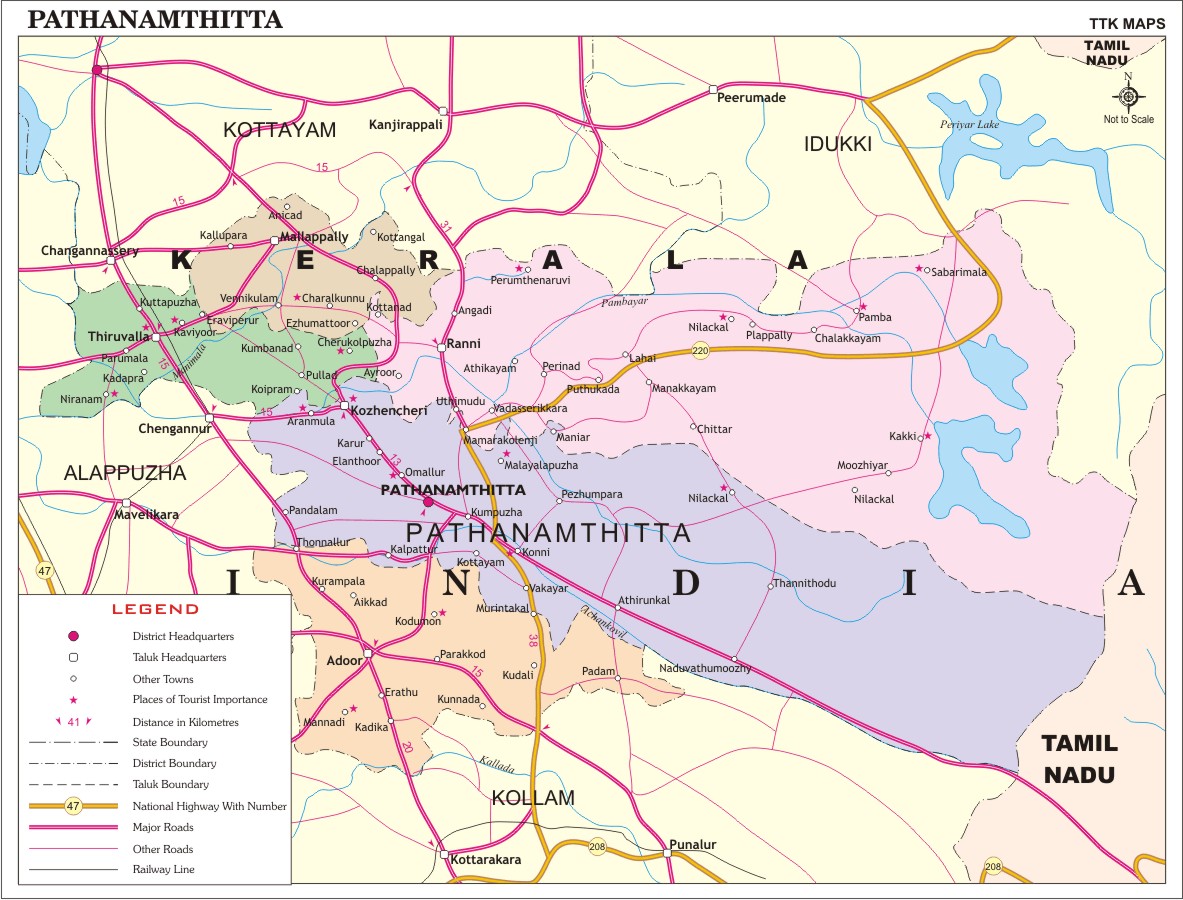 PATHANAMTHITTA
TTK MAPS
TAMIL
NADU
N
Not to Scale
Peerumade
Kanjirappali
KOTTAYAM
IDUKKI
Periyar Lake
15
15
31
Anicad
Kallupara
Mallappally
Kottangal
Changannassery
K E R A L A
Chalappally
Perumthenaruvi
Sabarimala
Kuttapuzha
Vennikulam
Charalkunnu
Kottanad
Angadi
Pambayar
Pamba
Eraviperur
Kaviyoor
Ezhumattoor
Nilackal
Plappally
Chalakkayam
Thiruvalla
Cherukolpuzha
Kumbanad
Ranni
220
Parumala
Manimala
15
Lahai
Athikayam
Perinad
Kadapra
Pullad
Ayroor
Puthukada
Manakkayam
Niranam
Koipram
Uthimudu
Vadasserikkara
15
Kozhencheri
Aranmula
Chengannur
Chittar
Kakki
Mamarakolenji
Maniar
Karur
Elanthoor
13
Malayalapuzha
Moozhiyar
ALAPPUZHA
Omallur
PATHANAMTHITTA
Pezhumpara
Nilackal
Nilackal
Mavelikara
Pandalam
Kumpuzha
PATHANAMTHITTA
Thonnallur
Kalpattur
Konni
Kottayam
47
I N D I A
Kurampala
Aikkad
Vakayar
Thannithodu
Murintakal
Athirunkal
Achankovil
Kodumon
38
Adoor
Parakkod
15
Kudali
Padam
Naduvathumoozhy
Erathu
Kunnada
Mannadi
Kadika
20
Kallada
TAMIL
NADU
KOLLAM
208
Punalur
Kottarakara
208
LEGEND
District Headquarters
Taluk Headquarters
Other Towns
Places of Tourist Importance
41 Distance in Kilometres
State Boundary
District Boundary
Taluk Boundary
47 National Highway With Number
Major Roads
Other Roads
Railway Line